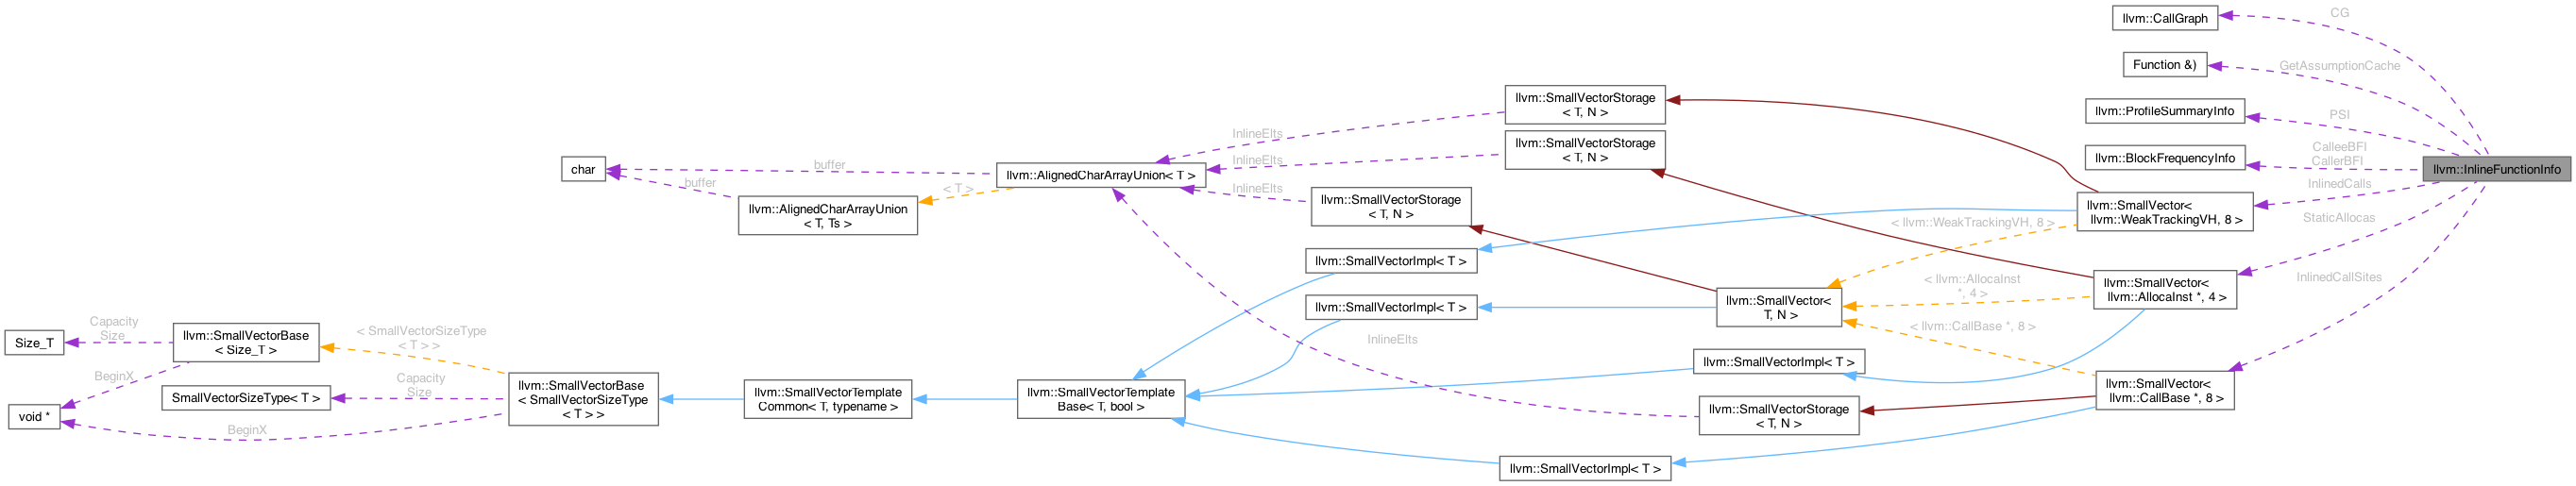 llvm::CallGraph
CG
Function &)
GetAssumptionCache
llvm::ProfileSummaryInfo
PSI
llvm::BlockFrequencyInfo
CalleeBFI
CallerBFI
llvm::InlineFunctionInfo
InlinedCalls
StaticAllocas
InlinedCallSites
llvm::SmallVector<
llvm::WeakTrackingVH, 8 >
llvm::SmallVector<
llvm::AllocaInst *, 4 >
llvm::SmallVector<
llvm::CallBase *, 8 >
< llvm::WeakTrackingVH, 8 >
< llvm::AllocaInst
*, 4 >
< llvm::CallBase *, 8 >
llvm::SmallVector<
T, N >
llvm::SmallVectorStorage
< T, N >
llvm::SmallVectorStorage
< T, N >
llvm::SmallVectorStorage
< T, N >
llvm::SmallVectorStorage
< T, N >
InlineElts
InlineElts
InlineElts
InlineElts
llvm::SmallVectorImpl< T >
llvm::SmallVectorImpl< T >
llvm::SmallVectorImpl< T >
llvm::SmallVectorImpl< T >
llvm::AlignedCharArrayUnion< T >
< T >
llvm::AlignedCharArrayUnion
< T, Ts >
buffer
buffer
char
llvm::SmallVectorTemplate
Base< T, bool >
llvm::SmallVectorTemplate
Common< T, typename >
llvm::SmallVectorBase
< SmallVectorSizeType
< T > >
< SmallVectorSizeType
< T > >
Capacity
Size
BeginX
llvm::SmallVectorBase
< Size_T >
SmallVectorSizeType< T >
Capacity
Size
BeginX
Size_T
void *